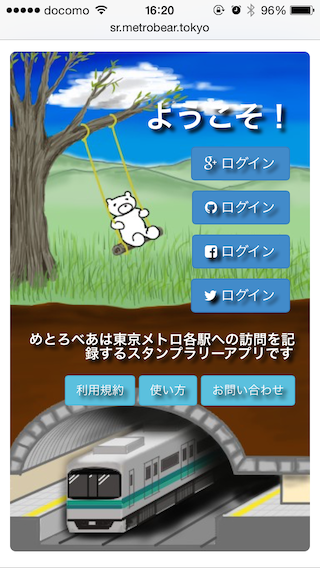 docomo 16:20 96%
sr.metrobear.tokyo
ようこそ！
ログイン
ログイン
ログイン
ログイン
めとろべあは東京メトロ各駅への訪問を記
録するスタンプラリーアプリです
利用規約 使い方 お問い合わせ